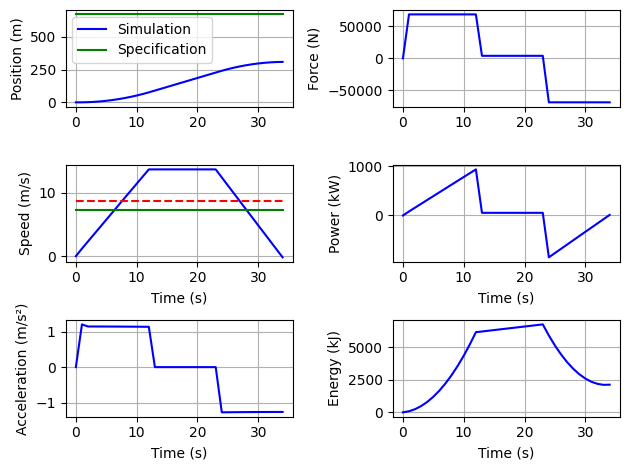 Position (m)
500
250
0
Simulation
Specification
0 10 20 30
Force (N)
50000
0
−50000
0 10 20 30
Speed (m/s)
10
0
0 10 20 30
Time (s)
Power (kW)
1000
0
0 10 20 30
Time (s)
Acceleration (m/s²)
1
0
−1
0 10 20 30
Time (s)
Energy (kJ)
5000
2500
0
0 10 20 30
Time (s)